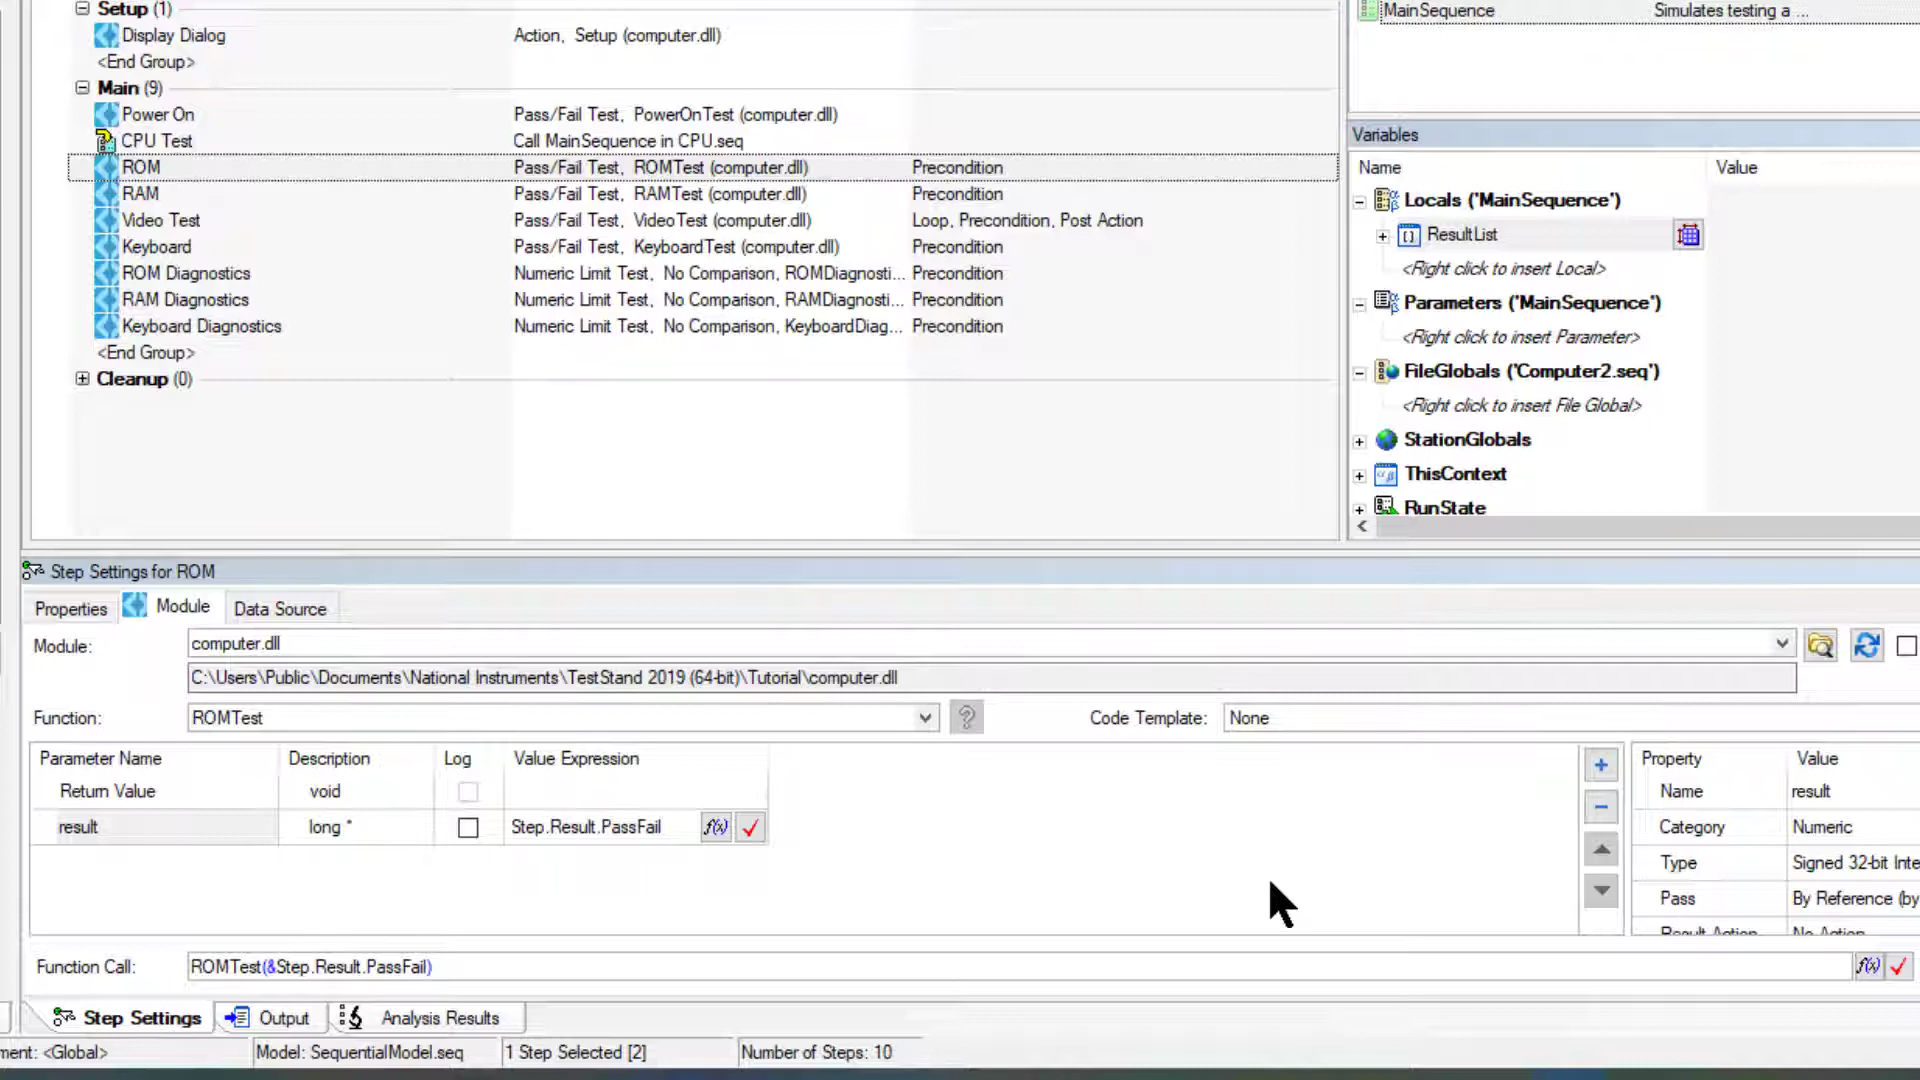 Setup (1)
Display Dialog Action, Setup (computer.dll)
<End Group>
Main (9)
Power On Pass/Fail Test, PowerOnTest (computer.dll)
CPU Test Call MainSequence in CPU.seq
ROM Pass/Fail Test, ROMTest (computer.dll) Precondition
RAM Pass/Fail Test, RAMTest (computer.dll) Precondition
Video Test Pass/Fail Test, VideoTest (computer.dll) Loop, Precondition, Post Action
Keyboard Pass/Fail Test, KeyboardTest (computer.dll) Precondition
ROM Diagnostics Numeric Limit Test, No Comparison, ROMDiagnosti... Precondition
RAM Diagnostics Numeric Limit Test, No Comparison, RAMDiagnosti... Precondition
Keyboard Diagnostics Numeric Limit Test, No Comparison, KeyboardDiag... Precondition
<End Group>
Cleanup (0)
MainSequence Simulates testing a ...
Variables
Name Value
Locals ('MainSequence')
ResultList
<Right click to insert Local>
Parameters ('MainSequence')
<Right click to insert Parameter>
FileGlobals ('Computer2.seq')
<Right click to insert File Global>
StationGlobals
ThisContext
RunState
Step Settings for ROM
Properties Module Data Source
Module: computer.dll
C:\Users\Public\Documents\National Instruments\TestStand 2019 (64-bit)\Tutorial\computer.dll
Function: ROMTest ? Code Template: None
Parameter Name Description Log Value Expression
Return Value void
result long * Step.Result.PassFail f(x)
Property Value
Name result
Category Numeric
Type Signed 32-bit Inte
Pass By Reference (by
Result Action No Action
Function Call: ROMTest(&Step.Result.PassFail) f(x)
Step Settings Output Analysis Results
ment: <Global> Model: SequentialModel.seq 1 Step Selected [2] Number of Steps: 10